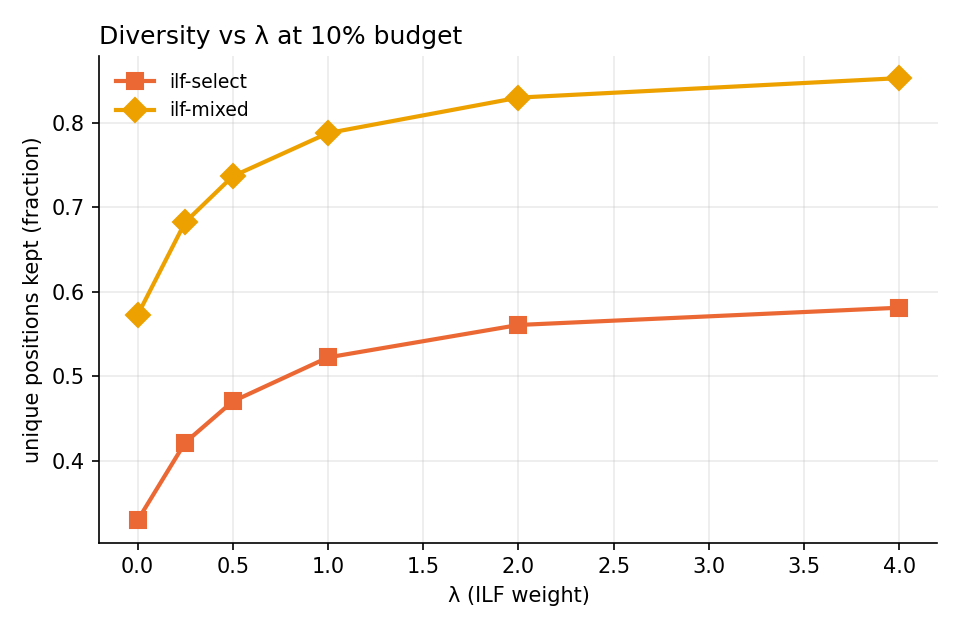 Diversity vs λ at 10% budget
ilf-select
ilf-mixed
unique positions kept (fraction)
0.8
0.7
0.6
0.5
0.4
0.0 0.5 1.0 1.5 2.0 2.5 3.0 3.5 4.0
λ (ILF weight)